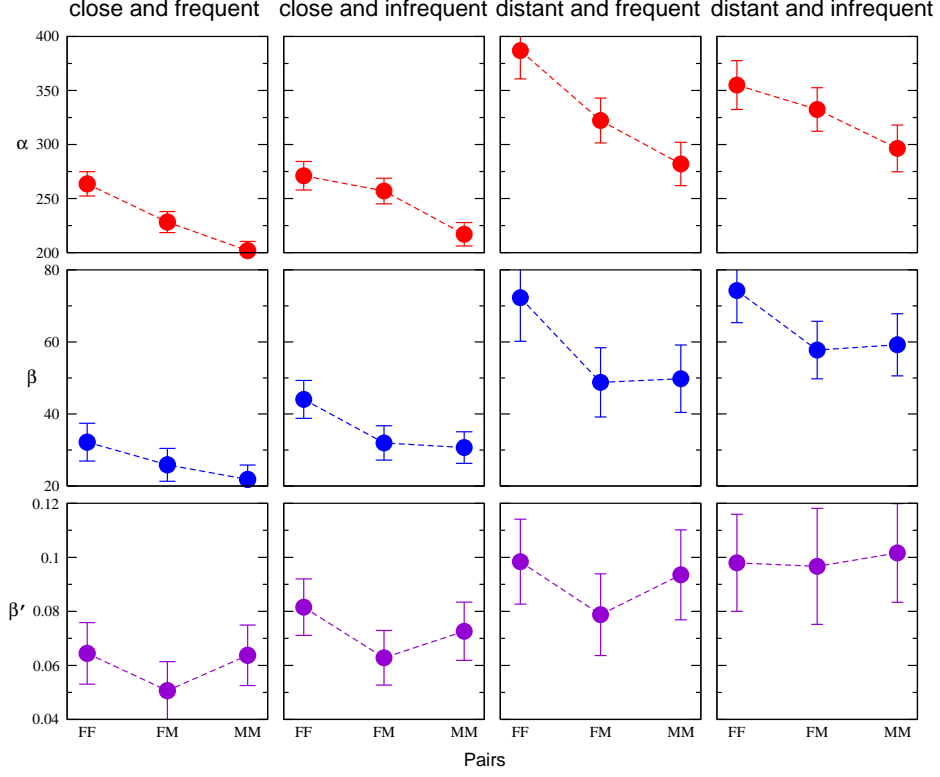 close and frequent close and infrequent distant and frequent distant and infrequent
400
350
α 300
250
200
80
60
β
40
20
0.12
0.1
β′ 0.08
0.06
0.04
FF FM MM FF FM MM FF FM MM FF FM MM
Pairs